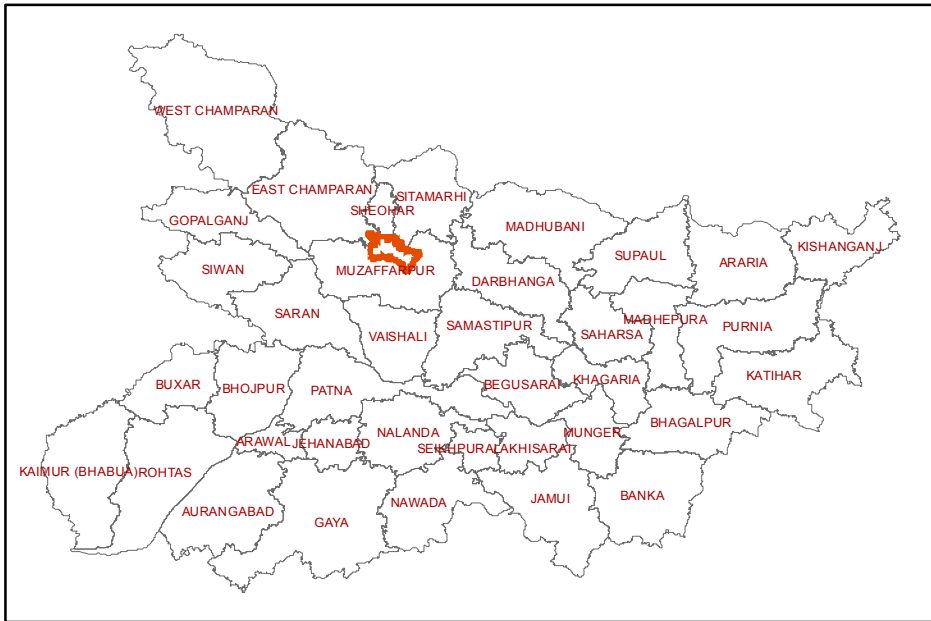 WEST CHAMPARAN
EAST CHAMPARAN
SITAMARHI
SHEOHAR
GOPALGANJ
MADHUBANI
KISHANGANJ
SUPAUL
ARARIA
SIWAN
MUZAFFARPUR
DARBHANGA
SARAN
MADHEPURA
SAMASTIPUR
PURNIA
VAISHALI
SAHARSA
KATIHAR
BUXAR
BHOJPUR
PATNA
BEGUSARAI
KHAGARIA
BHAGALPUR
NALANDA
MUNGER
ARAWAL
JEHANABAD
SEIKHPURA
LAKHISARAI
KAIMUR (BHABUA)
ROHTAS
BANKA
JAMUI
NAWADA
AURANGABAD
GAYA